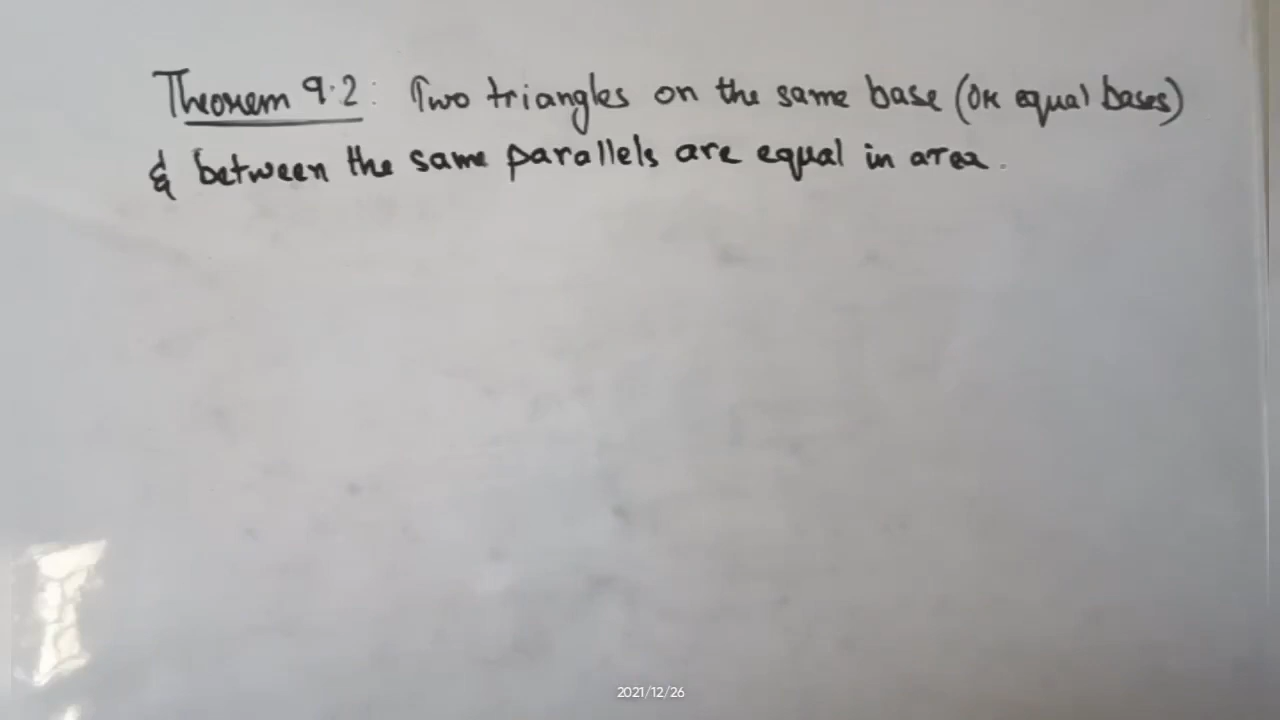 Theorem 9.2: Two triangles on the same base (or equal bases)
& between the same parallels are equal in area.
2021/12/26